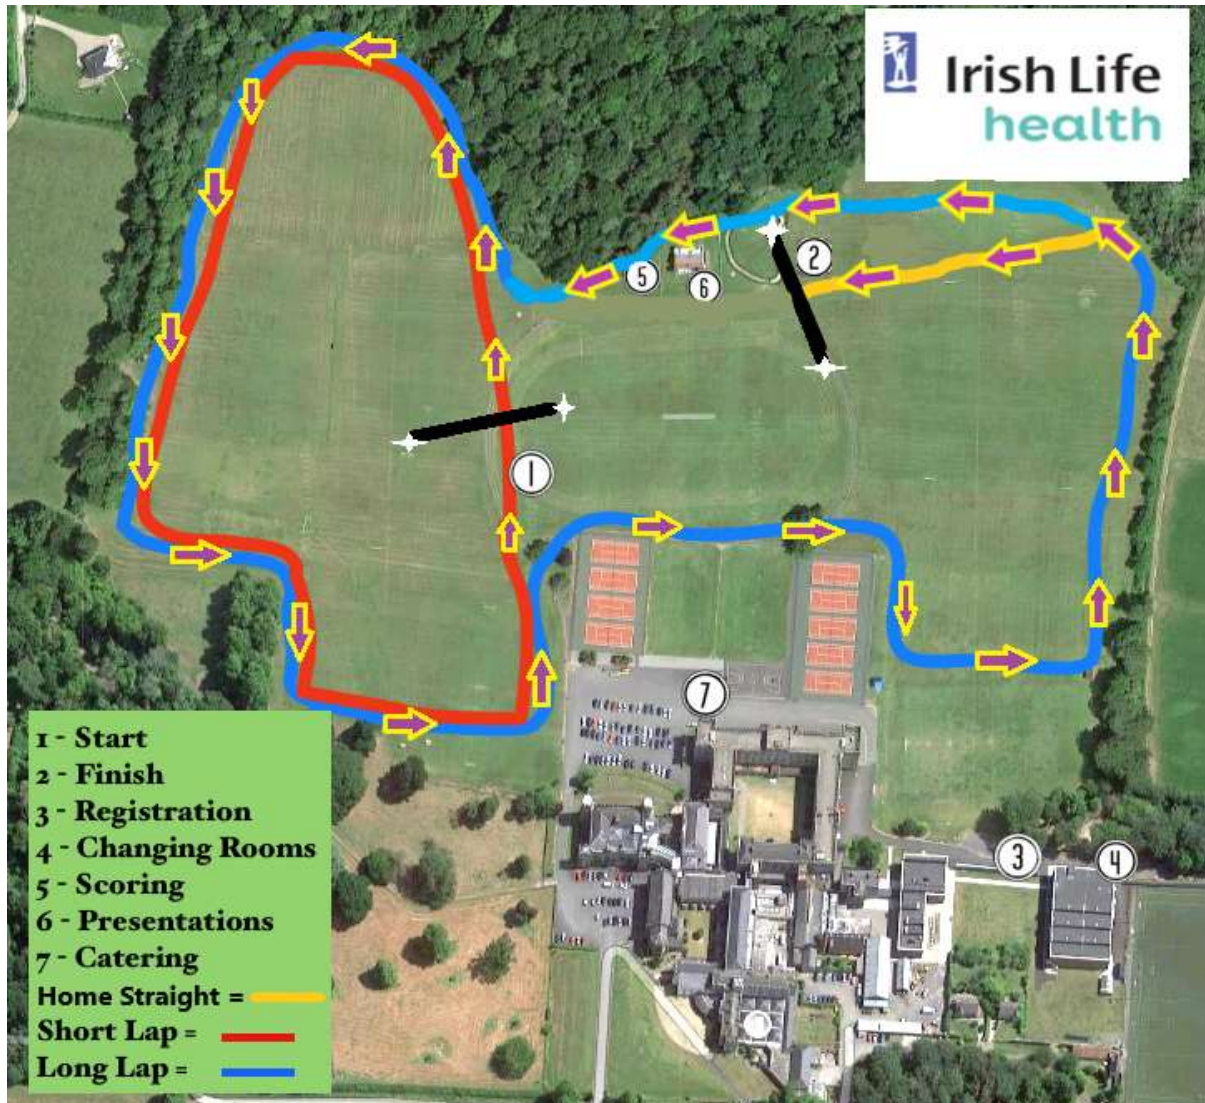 Irish Life
health
2
5
6
1
7
3
4
1 - Start
2 - Finish
3 - Registration
4 - Changing Rooms
5 - Scoring
6 - Presentations
7 - Catering
Home Straight =
Short Lap =
Long Lap =